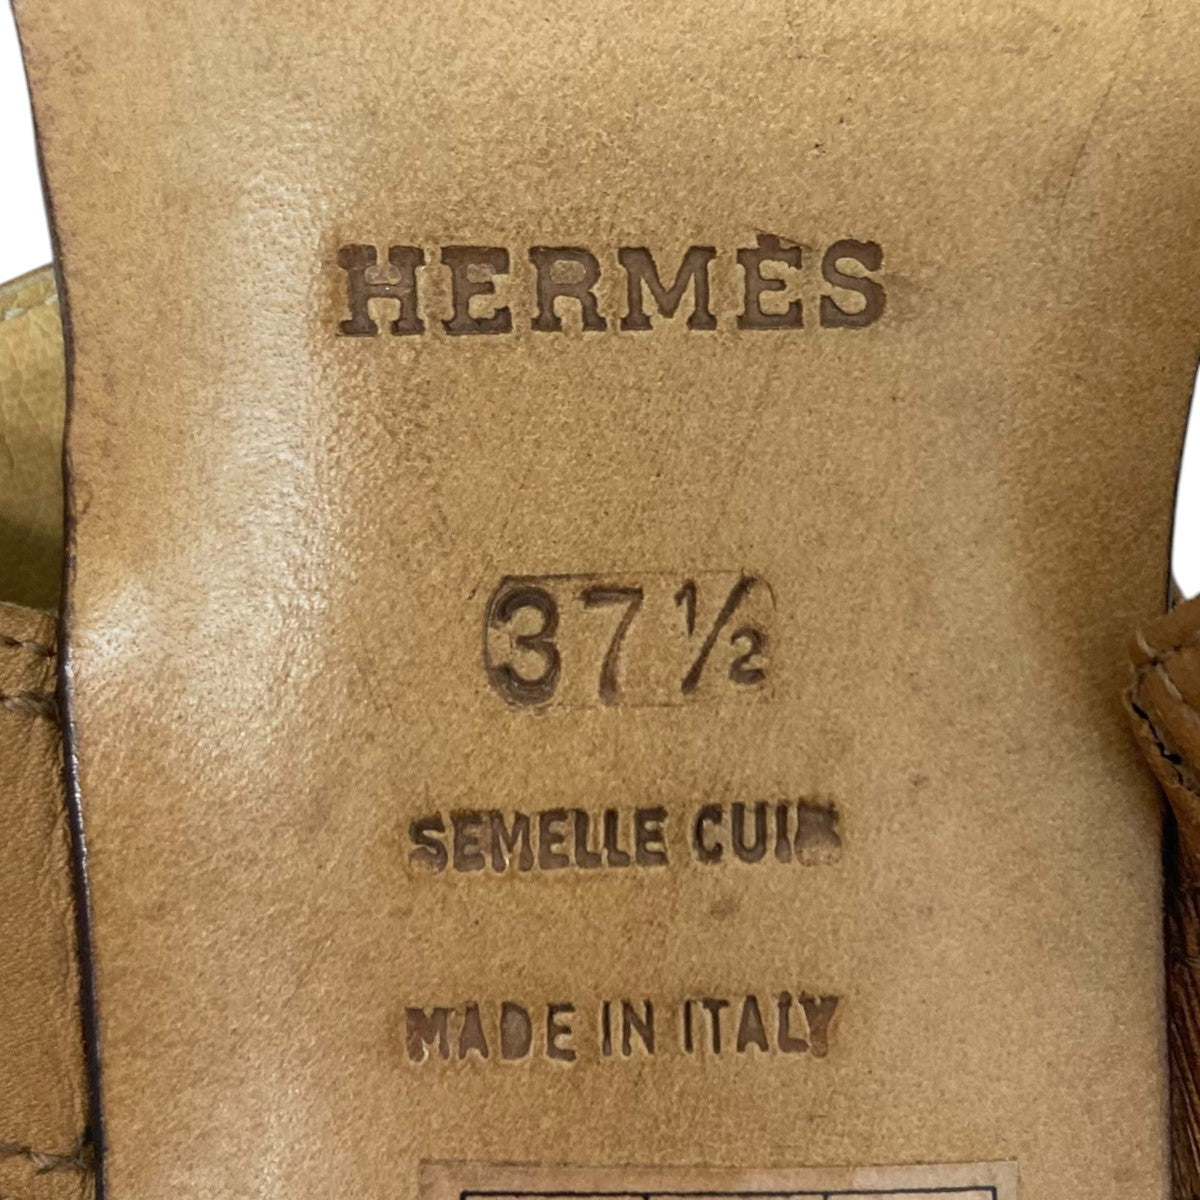 HERMÈS
37½
SEMELLE CUIR
MADE IN ITALY